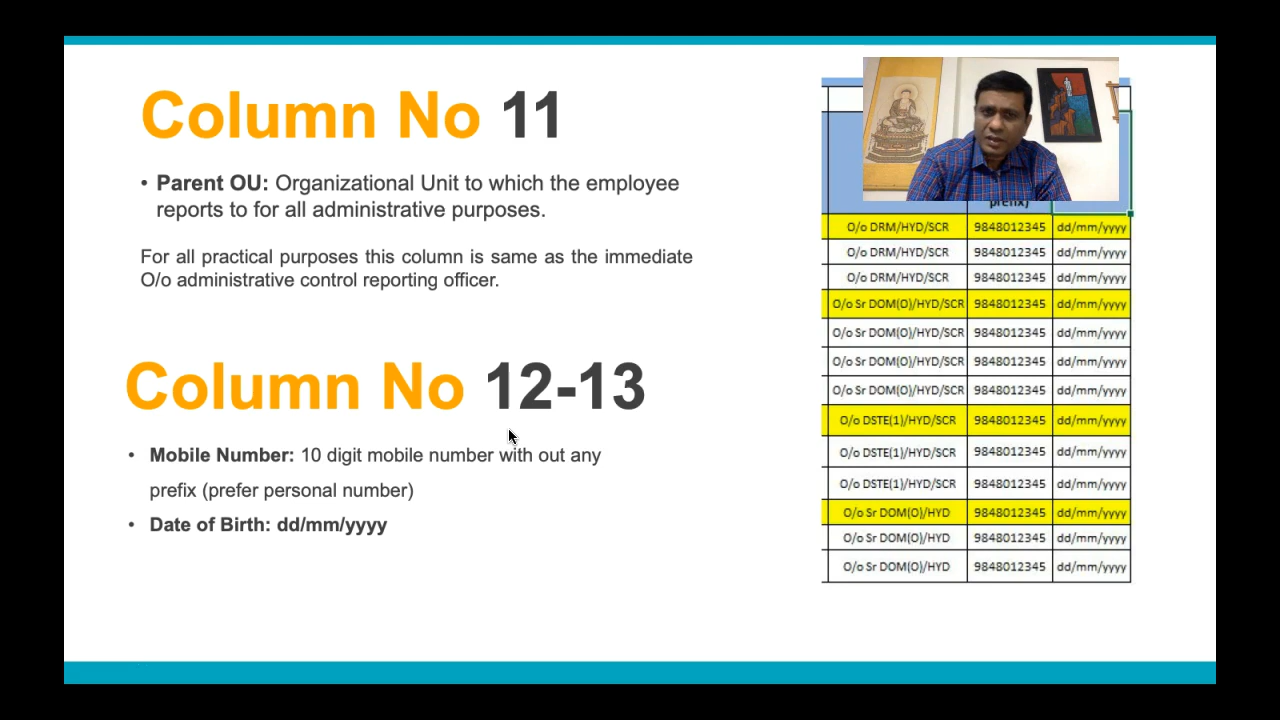 Column No 11
• Parent OU: Organizational Unit to which the employee
reports to for all administrative purposes.
For all practical purposes this column is same as the immediate
O/o administrative control reporting officer.
Column No 12-13
• Mobile Number: 10 digit mobile number with out any
prefix (prefer personal number)
• Date of Birth: dd/mm/yyyy
prefix)
O/o DRM/HYD/SCR 9848012345 dd/mm/yyyy
O/o DRM/HYD/SCR 9848012345 dd/mm/yyyy
O/o DRM/HYD/SCR 9848012345 dd/mm/yyyy
O/o Sr DOM(O)/HYD/SCR 9848012345 dd/mm/yyyy
O/o Sr DOM(O)/HYD/SCR 9848012345 dd/mm/yyyy
O/o Sr DOM(O)/HYD/SCR 9848012345 dd/mm/yyyy
O/o Sr DOM(O)/HYD/SCR 9848012345 dd/mm/yyyy
O/o DSTE(1)/HYD/SCR 9848012345 dd/mm/yyyy
O/o DSTE(1)/HYD/SCR 9848012345 dd/mm/yyyy
O/o DSTE(1)/HYD/SCR 9848012345 dd/mm/yyyy
O/o Sr DOM(O)/HYD 9848012345 dd/mm/yyyy
O/o Sr DOM(O)/HYD 9848012345 dd/mm/yyyy
O/o Sr DOM(O)/HYD 9848012345 dd/mm/yyyy